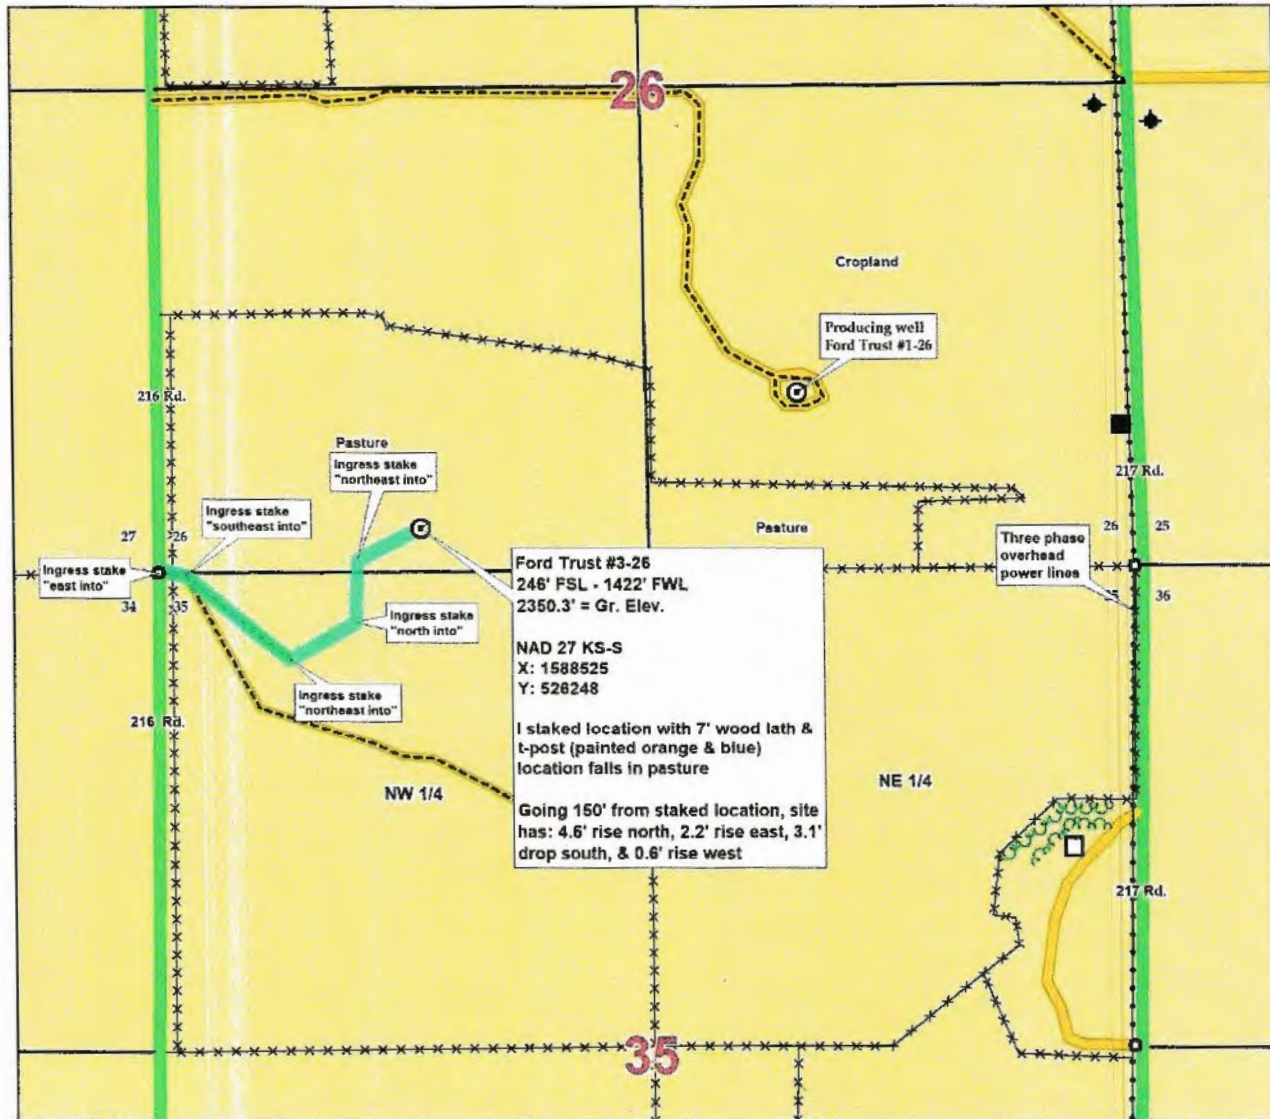 26
Cropland
Producing well
Ford Trust #1-26
216 Rd.
Pasture
Ingress stake
"northeast into"
217 Rd.
Ingress stake
"southeast into"
27
26
Pasture
26
25
Three phase
overhead
power lines
Ingress stake
"east into"
34
35
36
Ingress stake
"north into"
Ford Trust #3-26
246' FSL - 1422' FWL
2350.3' = Gr. Elev.
NAD 27 KS-S
X: 1588525
Y: 526248
I staked location with 7' wood lath &
t-post (painted orange & blue)
location falls in pasture
Going 150' from staked location, site
has: 4.6' rise north, 2.2' rise east, 3.1'
drop south, & 0.6' rise west
Ingress stake
"northeast into"
216 Rd.
NW 1/4
NE 1/4
217 Rd.
35